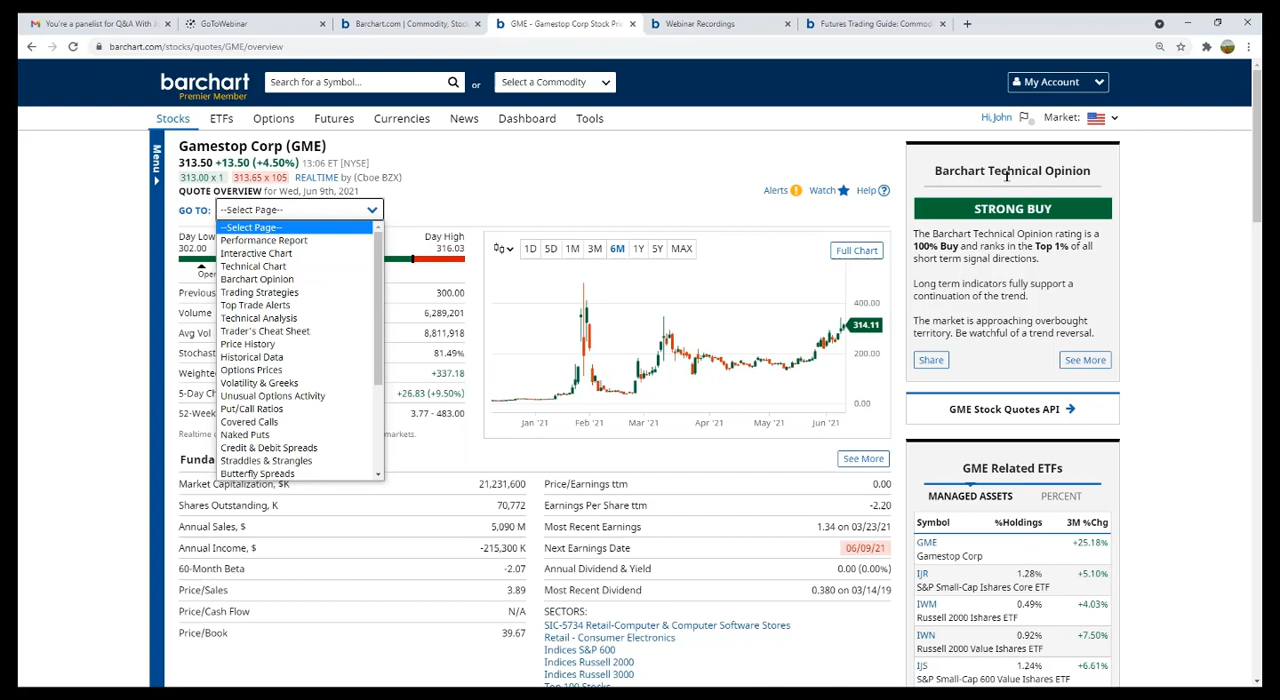 You're a panelist for Q&A With J
GoToWebinar
Barchart.com | Commodity, Stoc
GME - Gamestop Corp Stock Pri
Webinar Recordings
Futures Trading Guide: Commod
barchart.com/stocks/quotes/GME/overview
barchart
Premier Member
Search for a Symbol...
or
Select a Commodity
My Account
Stocks
ETFs
Options
Futures
Currencies
News
Dashboard
Tools
Hi, John
Market:
Menu
Gamestop Corp (GME)
313.50 +13.50 (+4.50%) 13:06 ET [NYSE]
313.00 x 1 313.65 x 105 REALTIME by (Cboe BZX)
QUOTE OVERVIEW for Wed, Jun 9th, 2021
Alerts
Watch
Help
GO TO:
--Select Page--
--Select Page--
Performance Report
Interactive Chart
Technical Chart
Barchart Opinion
Trading Strategies
Top Trade Alerts
Technical Analysis
Trader's Cheat Sheet
Price History
Historical Data
Options Prices
Volatility & Greeks
Unusual Options Activity
Put/Call Ratios
Covered Calls
Naked Puts
Credit & Debit Spreads
Straddles & Strangles
Butterfly Spreads
Day Low
302.00
Day High
316.03
Oper
Previous
300.00
Volume
6,289,201
Avg Vol
8,811,918
Stochast
81.49%
Weighte
+337.18
5-Day C
+26.83 (+9.50%)
52-Week
3.77 - 483.00
Realtime
markets.
1D 5D 1M 3M 6M 1Y 5Y MAX
Full Chart
400.00
314.11
200.00
0.00
Jan '21 Feb '21 Mar '21 Apr '21 May '21 Jun '21
Funda
See More
Market Capitalization, $K 21,231,600
Shares Outstanding, K 70,772
Annual Sales, $ 5,090 M
Annual Income, $ -215,300 K
60-Month Beta -2.07
Price/Sales 3.89
Price/Cash Flow N/A
Price/Book 39.67
Price/Earnings ttm 0.00
Earnings Per Share ttm -2.20
Most Recent Earnings 1.34 on 03/23/21
Next Earnings Date 06/09/21
Annual Dividend & Yield 0.00 (0.00%)
Most Recent Dividend 0.380 on 03/14/19
SECTORS:
SIC-5734 Retail-Computer & Computer Software Stores
Retail - Consumer Electronics
Indices S&P 600
Indices Russell 2000
Indices Russell 3000
Top 100 Stocks
Barchart Technical Opinion
STRONG BUY
The Barchart Technical Opinion rating is a
100% Buy and ranks in the Top 1% of all
short term signal directions.
Long term indicators fully support a
continuation of the trend.
The market is approaching overbought
territory. Be watchful of a trend reversal.
Share
See More
GME Stock Quotes API
GME Related ETFs
MANAGED ASSETS PERCENT
Symbol %Holdings 3M %Chg
GME +25.18%
Gamestop Corp
IJR 1.28% +5.10%
S&P Small-Cap Ishares Core ETF
IWM 0.49% +4.03%
Russell 2000 Ishares ETF
IWN 0.92% +7.50%
Russell 2000 Value Ishares ETF
IJS 1.24% +6.61%
S&P Small-Cap 600 Value Ishares ETF